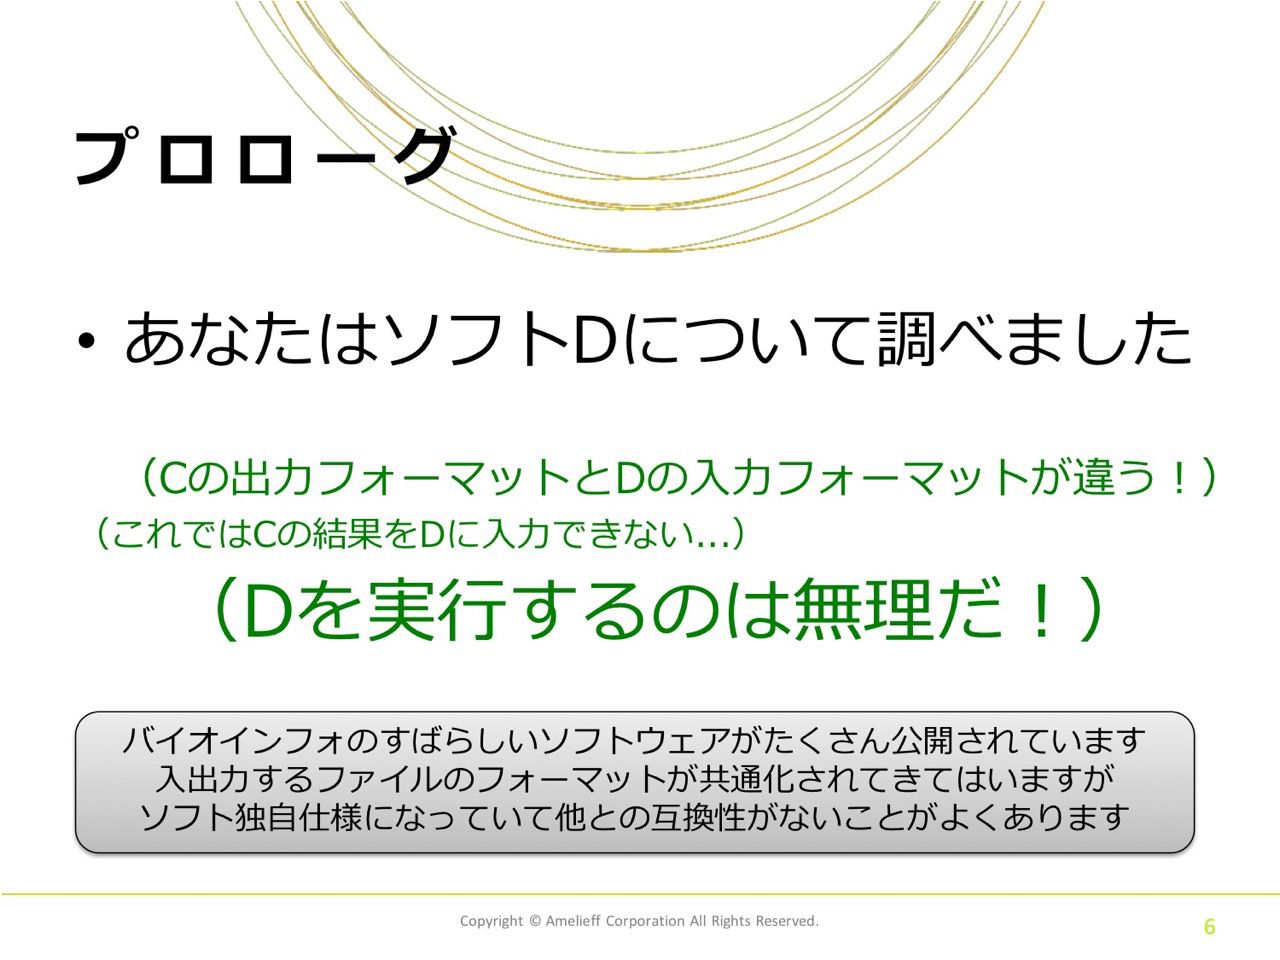 プロローグ
• あなたはソフトDについて調べました
（Cの出力フォーマットとDの入力フォーマットが違う！）
（これではCの結果をDに入力できない…）
（Dを実行するのは無理だ！）
バイオインフォのすばらしいソフトウェアがたくさん公開されています
入出力するファイルのフォーマットが共通化されてきてはいますが
ソフト独自仕様になっていて他との互換性がないことがよくあります
Copyright © Amelieff Corporation All Rights Reserved.
6